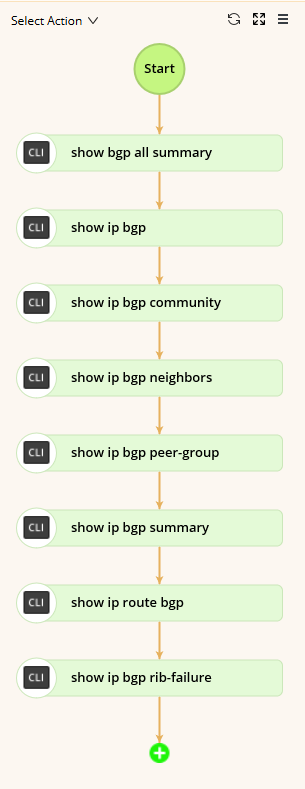 Select Action
Start
CLI show bgp all summary
CLI show ip bgp
CLI show ip bgp community
CLI show ip bgp neighbors
CLI show ip bgp peer-group
CLI show ip bgp summary
CLI show ip route bgp
CLI show ip bgp rib-failure